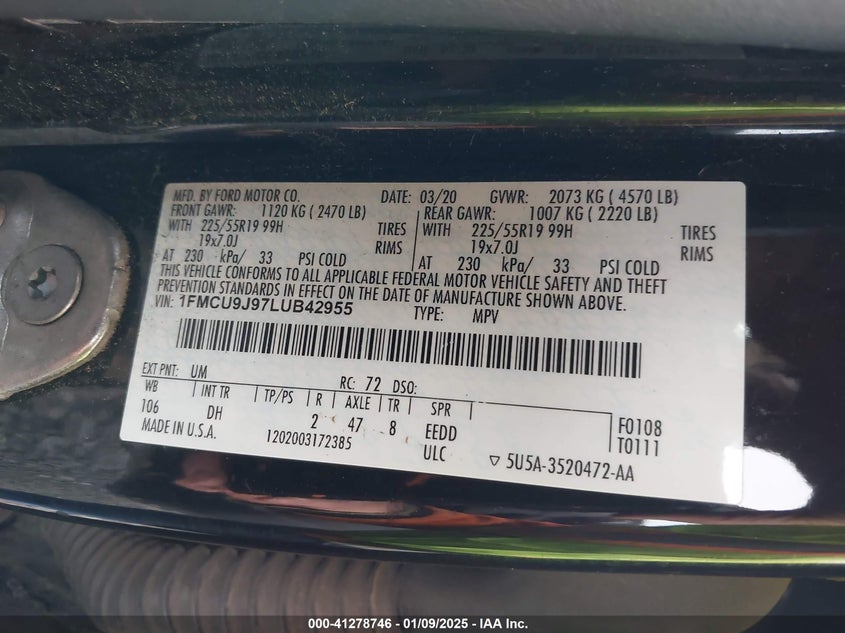 MFD. BY FORD MOTOR CO. DATE: 03/20 GVWR: 2073 KG ( 4570 LB)
FRONT GAWR: 1120 KG ( 2470 LB) REAR GAWR: 1007 KG ( 2220 LB)
WITH 225/55R19 99H TIRES WITH 225/55R19 99H TIRES
19x7.0J RIMS 19x7.0J RIMS
AT 230 kPa/ 33 PSI COLD AT 230 kPa/ 33 PSI COLD
THIS VEHICLE CONFORMS TO ALL APPLICABLE FEDERAL MOTOR VEHICLE SAFETY AND THEFT
PREVENTION STANDARDS IN EFFECT ON THE DATE OF MANUFACTURE SHOWN ABOVE.
VIN: 1FMCU9J97LUB42955 TYPE: MPV
EXT PNT: UM RC: 72 DSO:
WB INT TR TP/PS R AXLE TR SPR
106 DH 2 47 8 EEDD F0108
MADE IN U.S.A. 1202003172385 ULC T0111
▽ 5U5A-3520472-AA
000-41278746 — 01/09/2025 — IAA Inc.